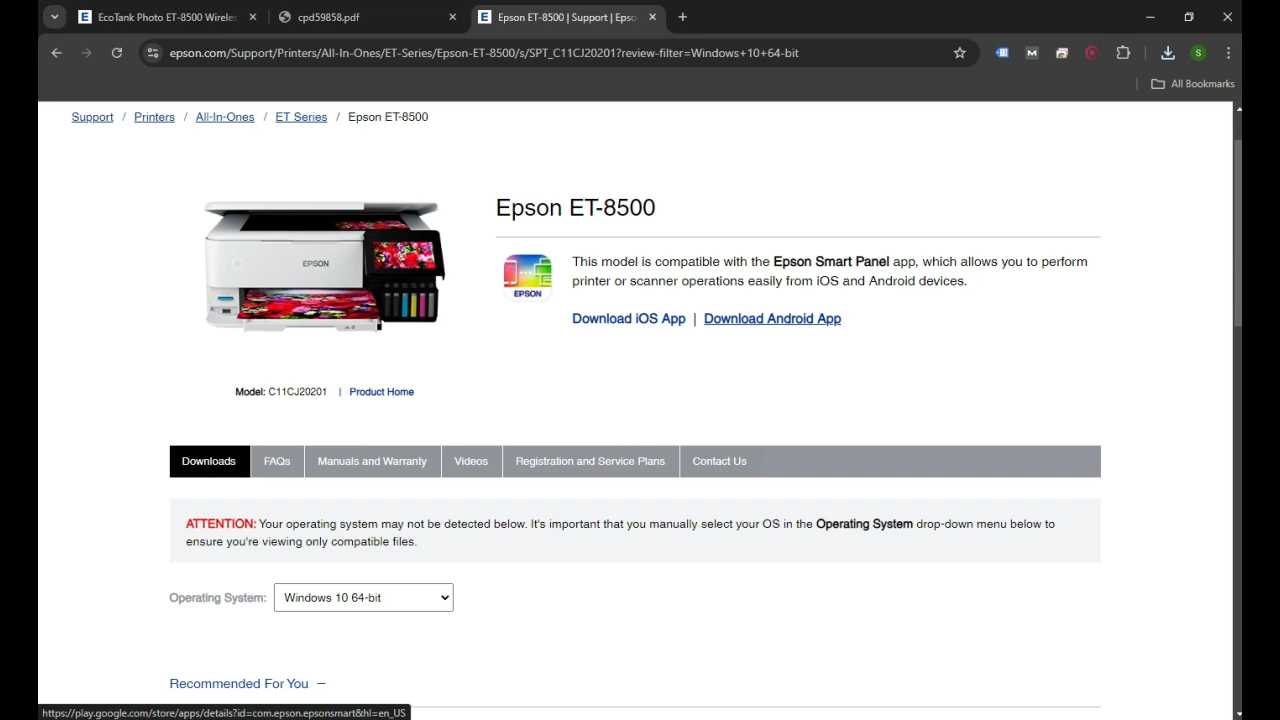 EcoTank Photo ET-8500 Wireles
cpd59858.pdf
Epson ET-8500 | Support | Epso
epson.com/Support/Printers/All-In-Ones/ET-Series/Epson-ET-8500/s/SPT_C11CJ20201?review-filter=Windows+10+64-bit
S
All Bookmarks
Support / Printers / All-In-Ones / ET Series / Epson ET-8500
Epson ET-8500
EPSON
EPSON
This model is compatible with the Epson Smart Panel app, which allows you to perform
printer or scanner operations easily from iOS and Android devices.
Download iOS App | Download Android App
Model: C11CJ20201 | Product Home
Downloads FAQs Manuals and Warranty Videos Registration and Service Plans Contact Us
ATTENTION: Your operating system may not be detected below. It's important that you manually select your OS in the Operating System drop-down menu below to
ensure you're viewing only compatible files.
Operating System: Windows 10 64-bit
Recommended For You −
https://play.google.com/store/apps/details?id=com.epson.epsonsmart&hl=en_US